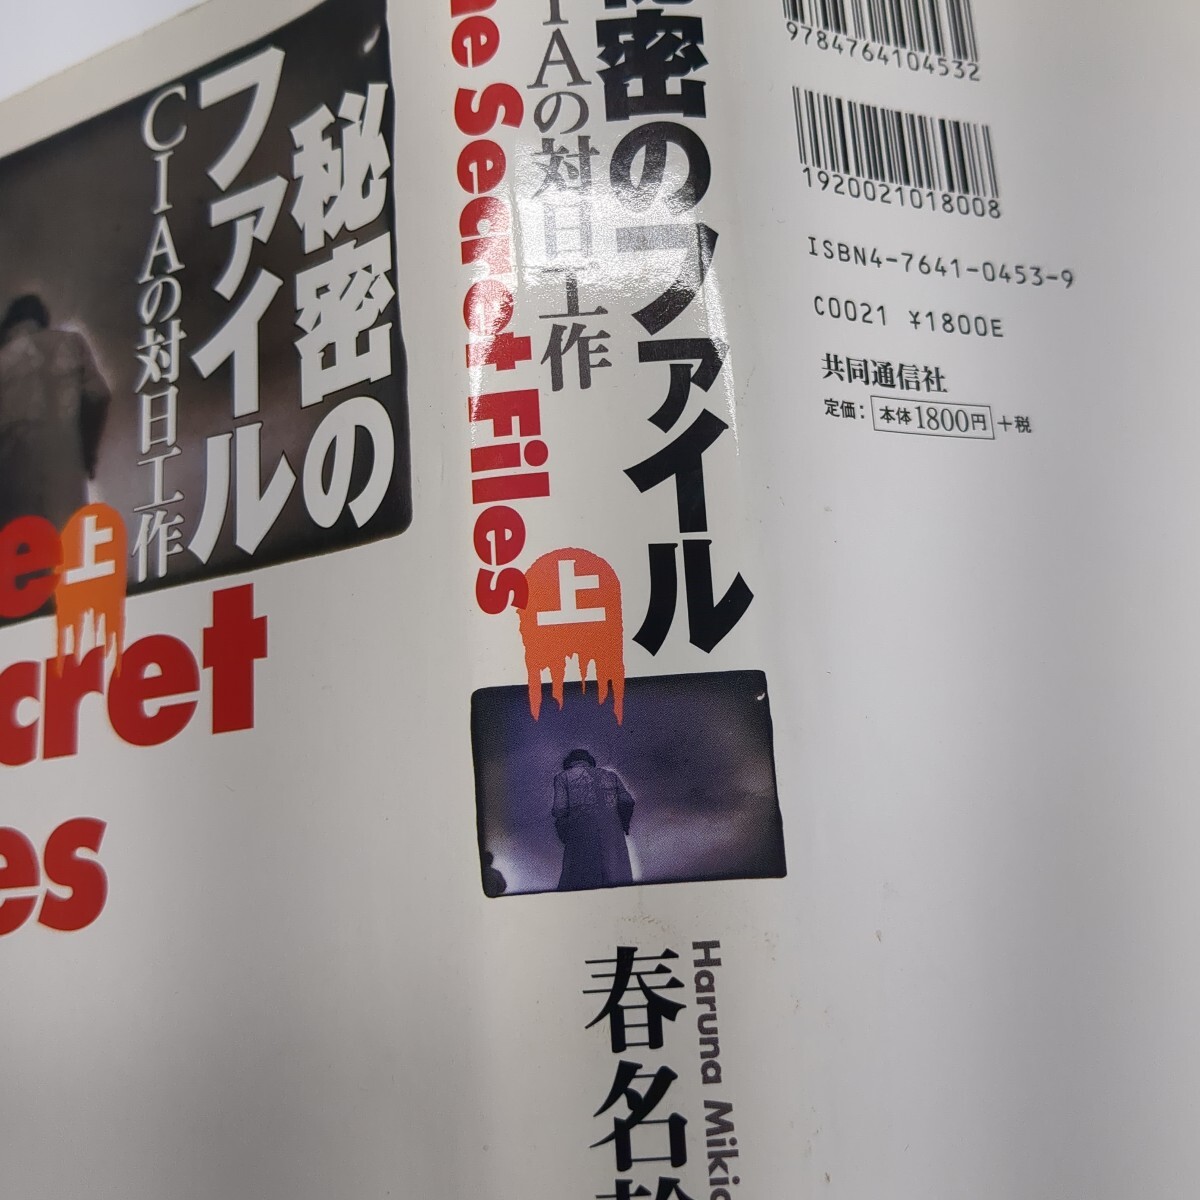 秘密の
ファイル
CIAの対日工作
上
cret
es
密のファイル
IAの対日工作
he Secret Files
上
春名
Haruna
9784764104532
1920021018008
ISBN4-7641-0453-9
C0021 ¥1800E
共同通信社
定価：本体1800円+税